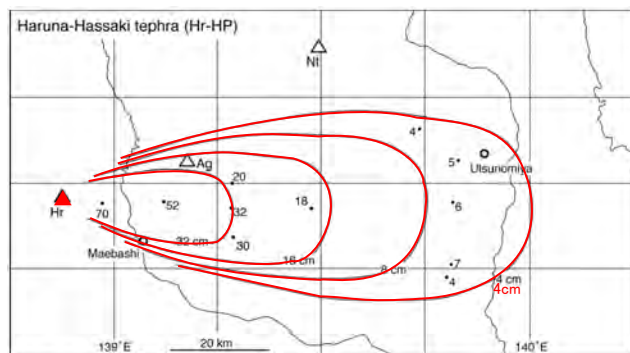 Haruna-Hassaki tephra (Hr-HP)
Nt
4
5
Utsunomiya
Ag
20
Hr
70
52
32
18
6
30
32 cm
Maebashi
16 cm
8 cm
7
4
4 cm
4cm
139°E
20 km
140°E